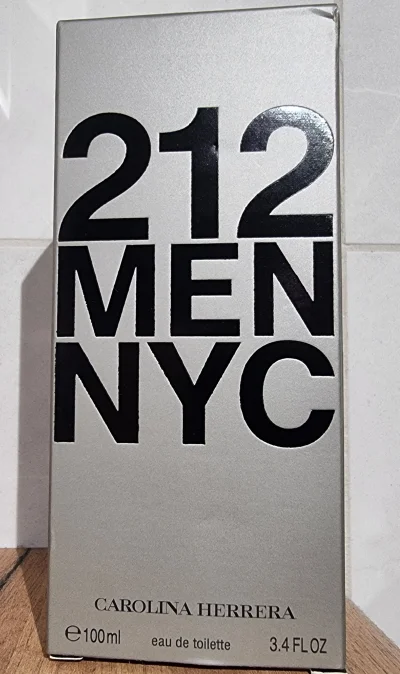 212
MEN
NYC
CAROLINA HERRERA
℮100ml eau de toilette 3.4 FL OZ